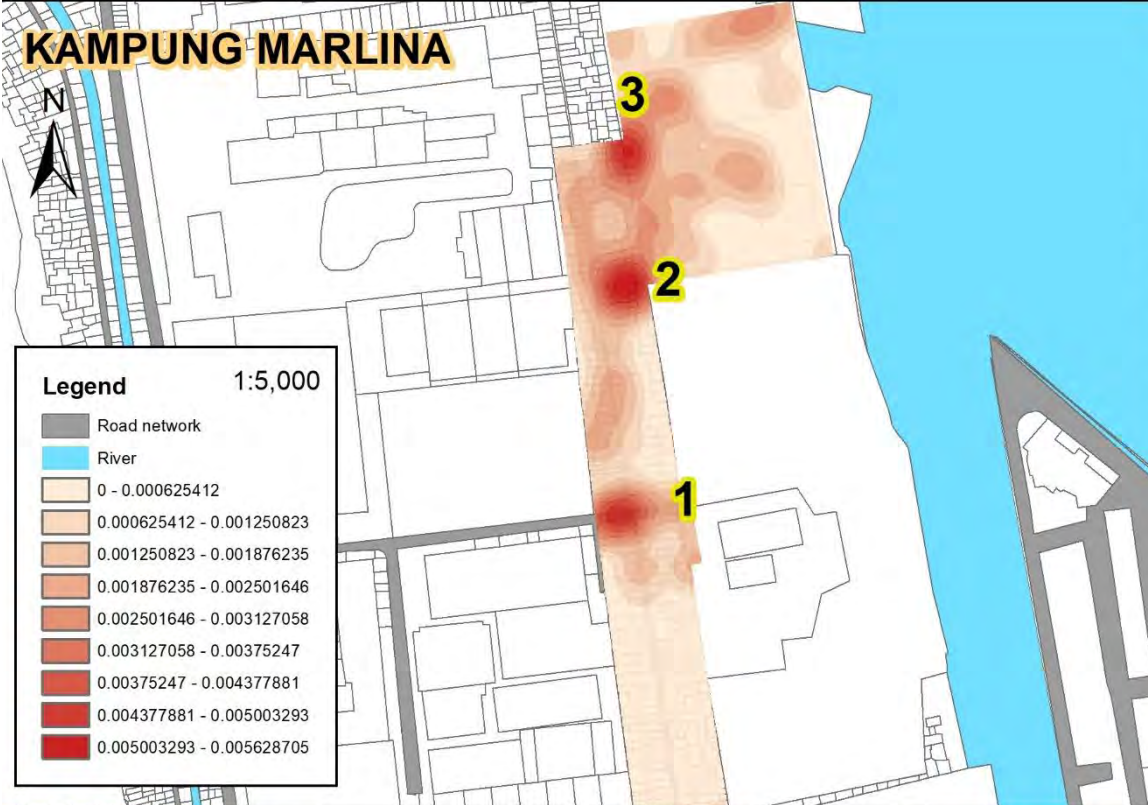 KAMPUNG MARLINA
N
3
2
1
Legend 1:5,000
Road network
River
0 - 0.000625412
0.000625412 - 0.001250823
0.001250823 - 0.001876235
0.001876235 - 0.002501646
0.002501646 - 0.003127058
0.003127058 - 0.00375247
0.00375247 - 0.004377881
0.004377881 - 0.005003293
0.005003293 - 0.005628705